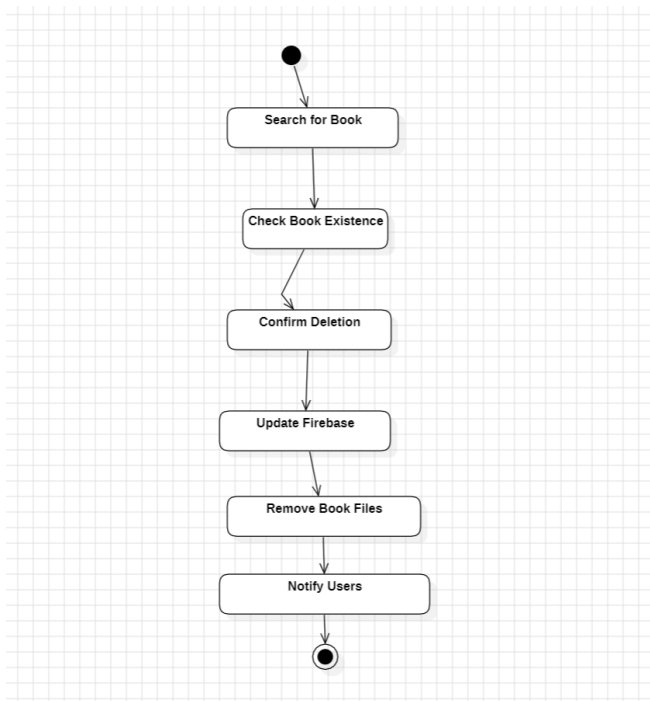 Search for Book
Check Book Existence
Confirm Deletion
Update Firebase
Remove Book Files
Notify Users